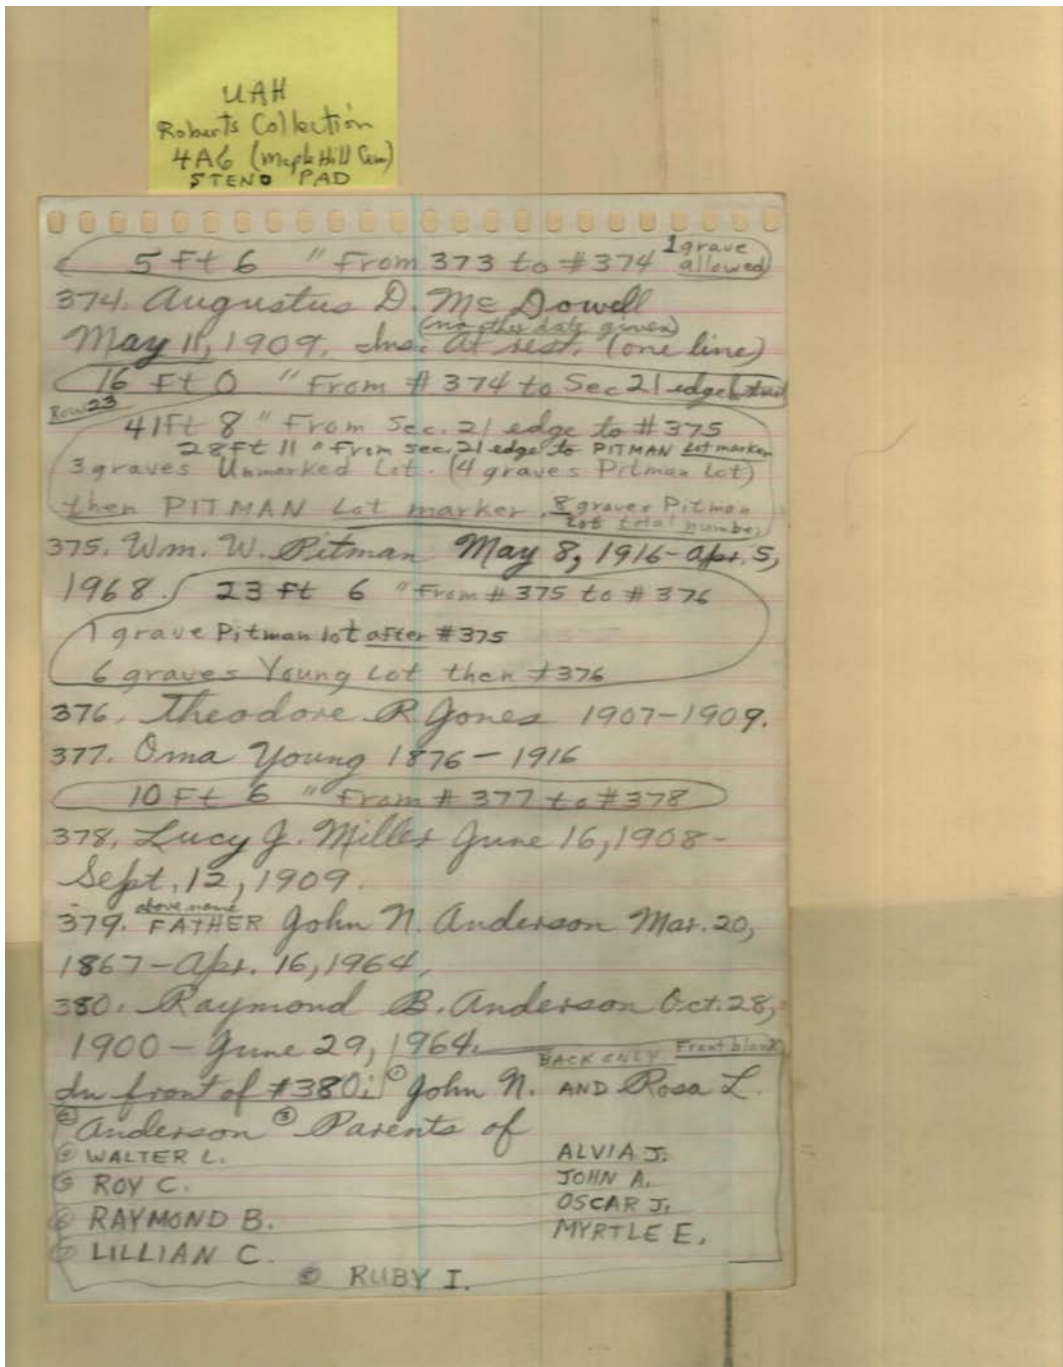 UAH
Roberts Collection
4A6 (Maple Hill Cem)
STENO PAD
5 Ft 6 " From 373 to #374 1 grave allowed
374. Augustus D. McDowell
(no other date given)
May 11, 1909. Ins. At rest. (one line)
16 Ft 0 " From #374 to Sec 21 edge
Row 23
41 Ft 8 " From Sec. 21 edge to #375
28 Ft 11 " From Sec. 21 edge to PITMAN Lot marker
3 graves Unmarked Lot. (4 graves Pitman Lot)
then PITMAN Lot marker. 8 graves Pitman Lot total number
375. Wm. W. Pitman May 8, 1916-Apr. 5,
1968. 23 Ft 6 " From #375 to #376
1 grave Pitman lot after #375
6 graves Young Lot then #376
376. Theodore R. Jones 1907-1909.
377. Oma Young 1876-1916
10 Ft 6 " From #377 to #378
378. Lucy J. Miller June 16, 1908-
Sept. 12, 1909.
above name
379. FATHER John N. Anderson Mar. 20,
1867-Apr. 16, 1964.
380. Raymond B. Anderson Oct. 28,
1900-June 29, 1964.
BACK ONLY Front blank
In front of #380: ① John N. AND Rosa L.
② Anderson ③ Parents of
④ WALTER L. ALVIA J.
⑤ ROY C. JOHN A.
⑥ RAYMOND B. OSCAR J.
⑦ LILLIAN C. MYRTLE E.
⑧ RUBY I.